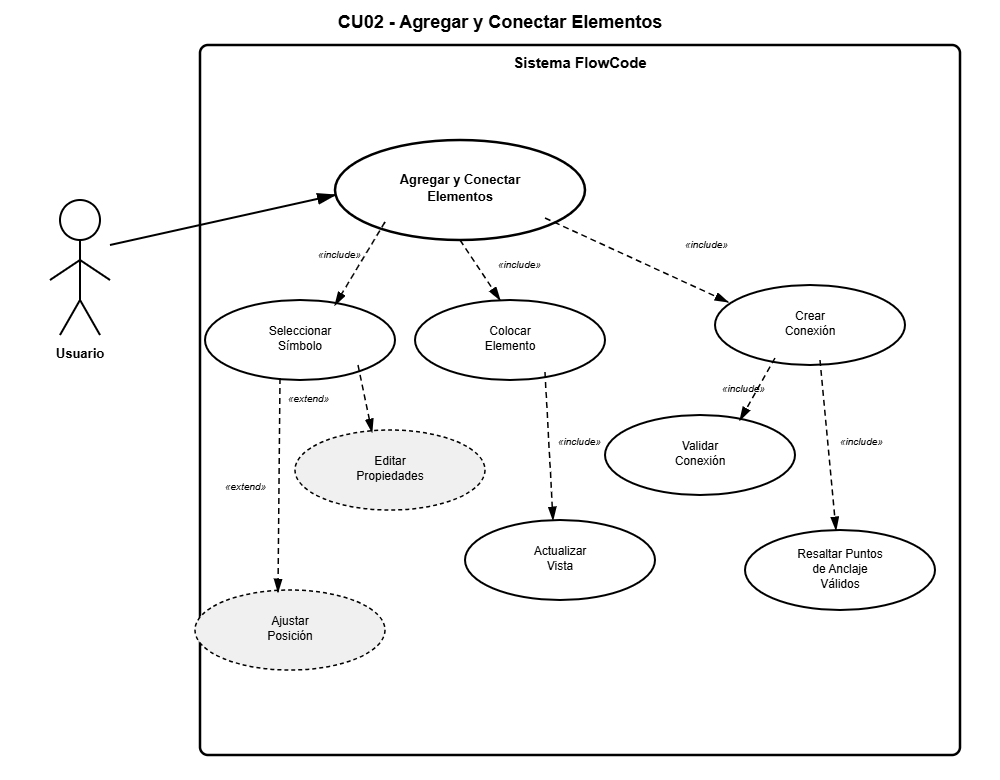 CU02 - Agregar y Conectar Elementos
Sistema FlowCode
Agregar y Conectar
Elementos
«include»
«include»
«include»
Usuario
Seleccionar
Símbolo
Colocar
Elemento
Crear
Conexión
«extend»
«include»
«include»
«include»
Editar
Propiedades
Validar
Conexión
«extend»
Actualizar
Vista
Resaltar Puntos
de Anclaje
Válidos
Ajustar
Posición